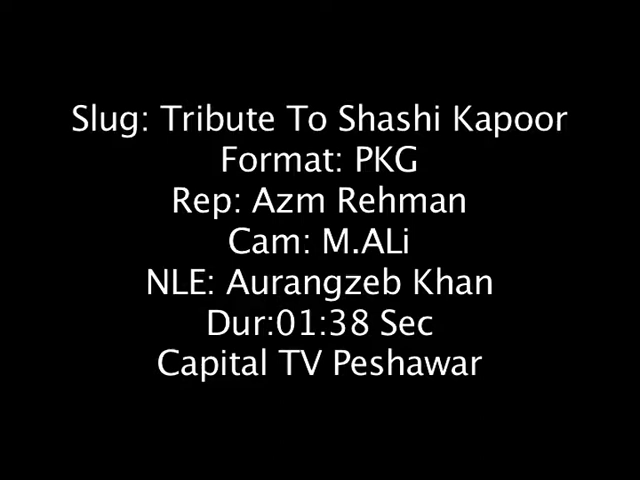 Slug: Tribute To Shashi Kapoor
Format: PKG
Rep: Azm Rehman
Cam: M.ALi
NLE: Aurangzeb Khan
Dur:01:38 Sec
Capital TV Peshawar